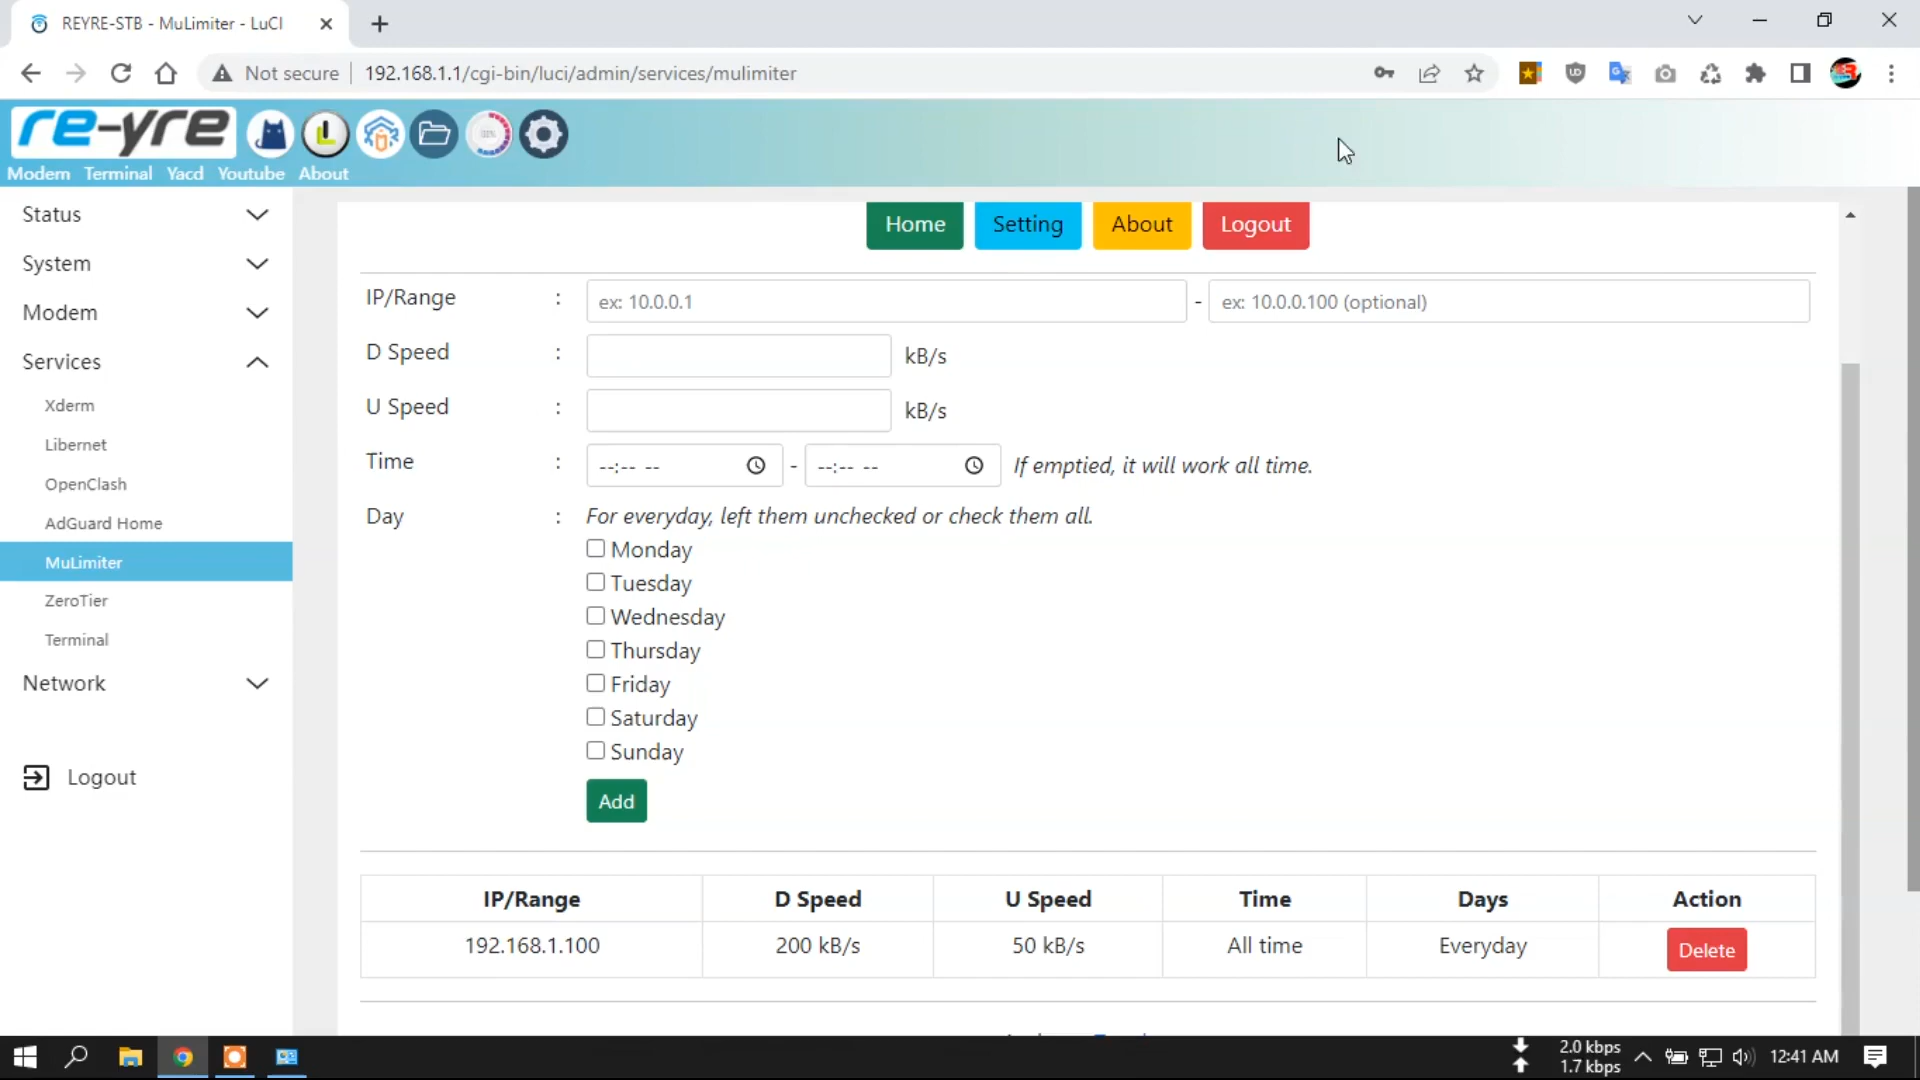 REYRE-STB - MuLimiter - LuCI
Not secure 192.168.1.1/cgi-bin/luci/admin/services/mulimiter
re-yre
Modem Terminal Yacd Youtube About
Status
System
Modem
Services
Xderm
Libernet
OpenClash
AdGuard Home
MuLimiter
ZeroTier
Terminal
Network
Logout
Home Setting About Logout
IP/Range : ex: 10.0.0.1 - ex: 10.0.0.100 (optional)
D Speed : kB/s
U Speed : kB/s
Time : --:-- -- - --:-- -- If emptied, it will work all time.
Day : For everyday, left them unchecked or check them all.
Monday
Tuesday
Wednesday
Thursday
Friday
Saturday
Sunday
Add
IP/Range D Speed U Speed Time Days Action
192.168.1.100 200 kB/s 50 kB/s All time Everyday Delete
2.0 kbps
1.7 kbps
12:41 AM